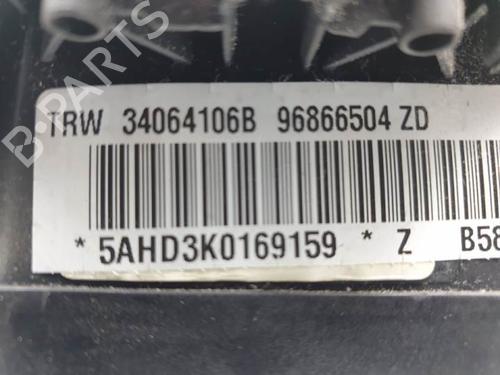 B-PARTS
TRW 34064106B 96866504 ZD
* 5AHD3K0169159 * Z B58